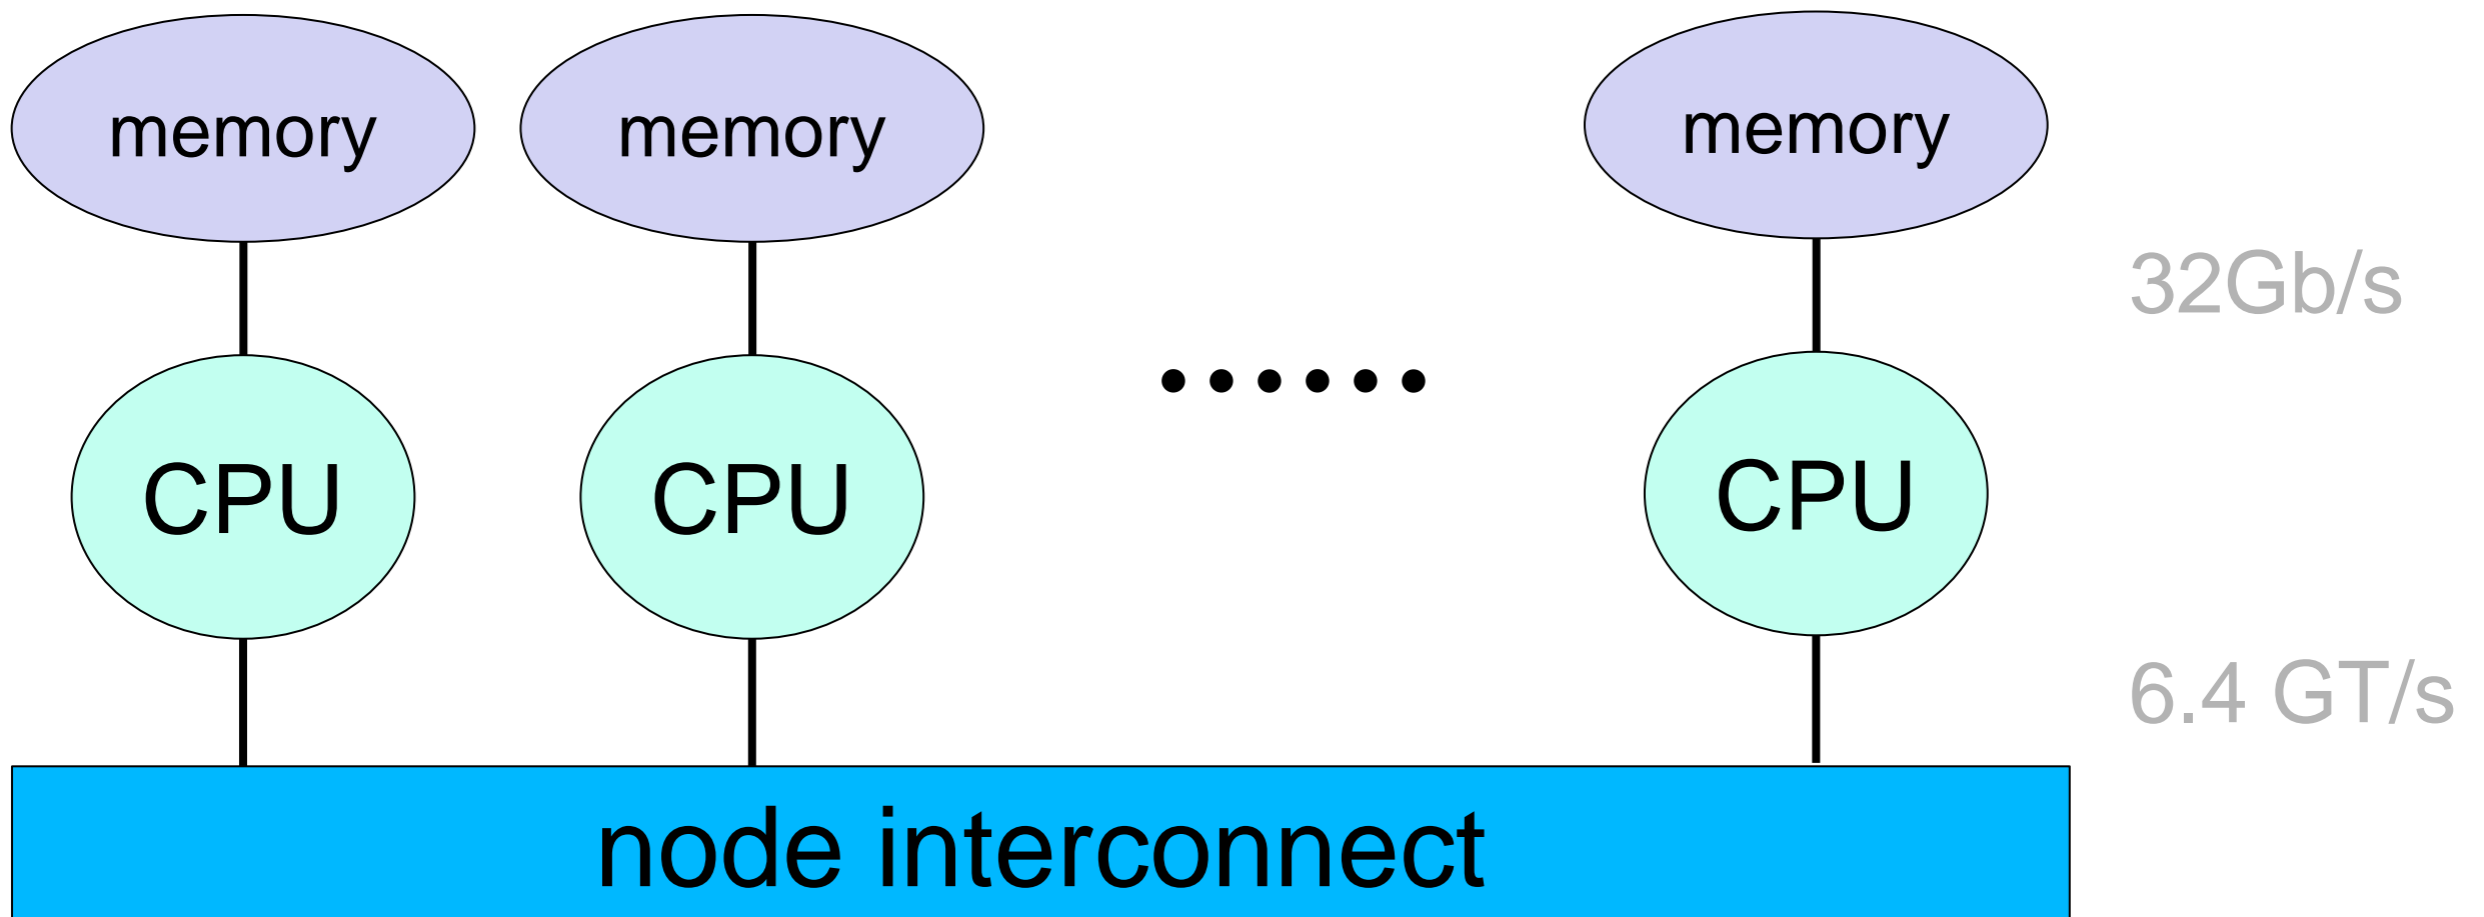 memory
memory
memory
32Gb/s
CPU
CPU
......
CPU
6.4 GT/s
node interconnect